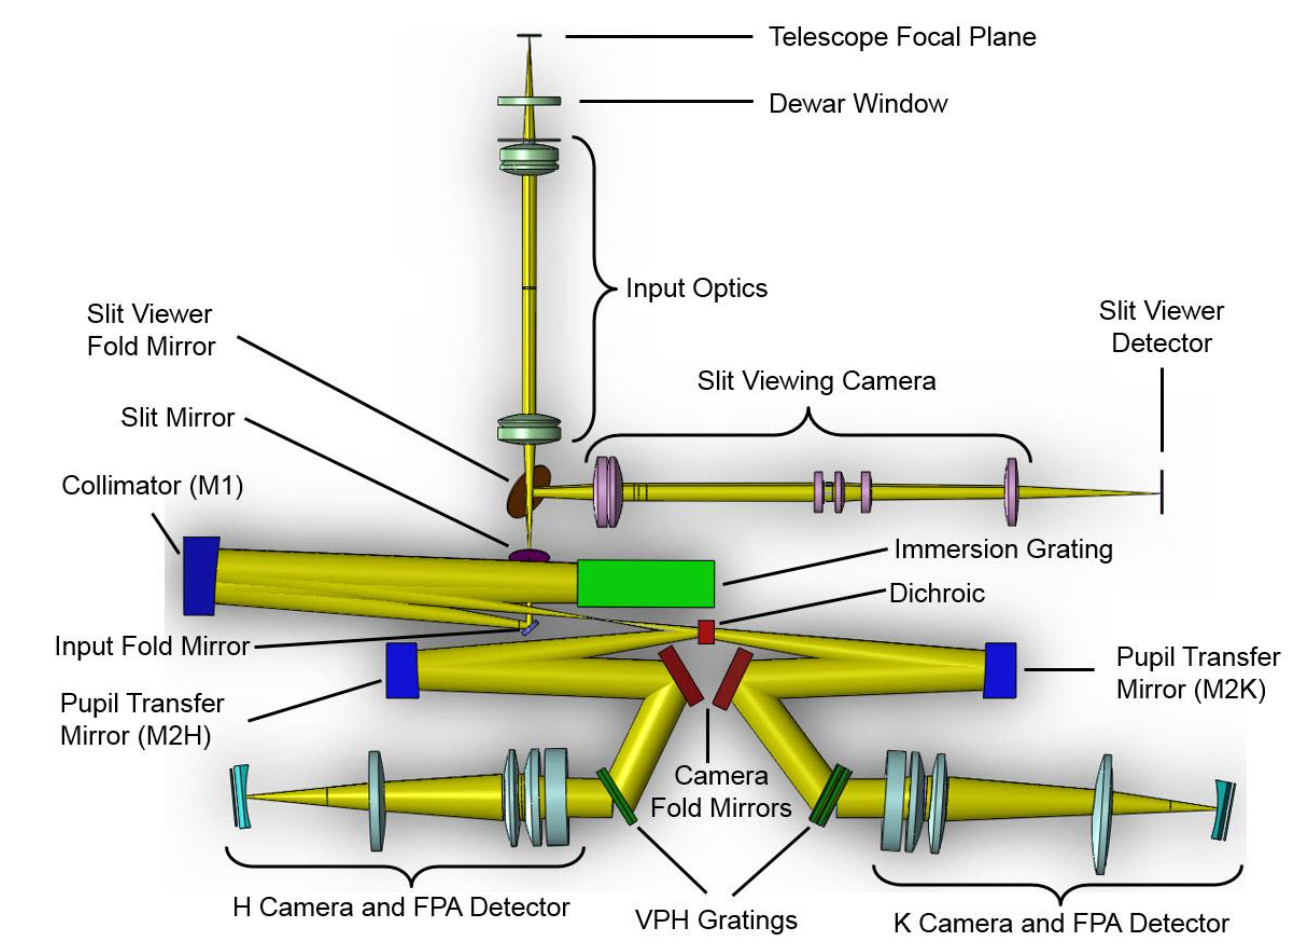 Telescope Focal Plane
Dewar Window
Input Optics
Slit Viewer
Fold Mirror
Slit Viewer
Detector
Slit Viewing Camera
Slit Mirror
Collimator (M1)
Immersion Grating
Dichroic
Input Fold Mirror
Pupil Transfer
Mirror (M2K)
Pupil Transfer
Mirror (M2H)
Camera
Fold Mirrors
H Camera and FPA Detector
VPH Gratings
K Camera and FPA Detector